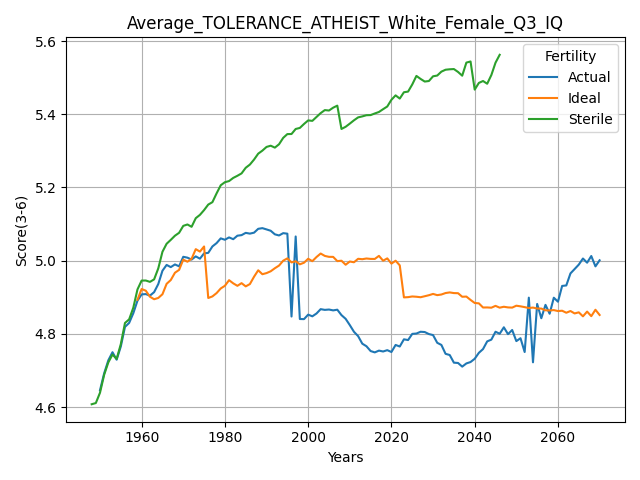 Average_TOLERANCE_ATHEIST_White_Female_Q3_IQ
5.6
5.4
5.2
5.0
4.8
4.6
Score(3-6)
Fertility
Actual
Ideal
Sterile
1960 1980 2000 2020 2040 2060
Years